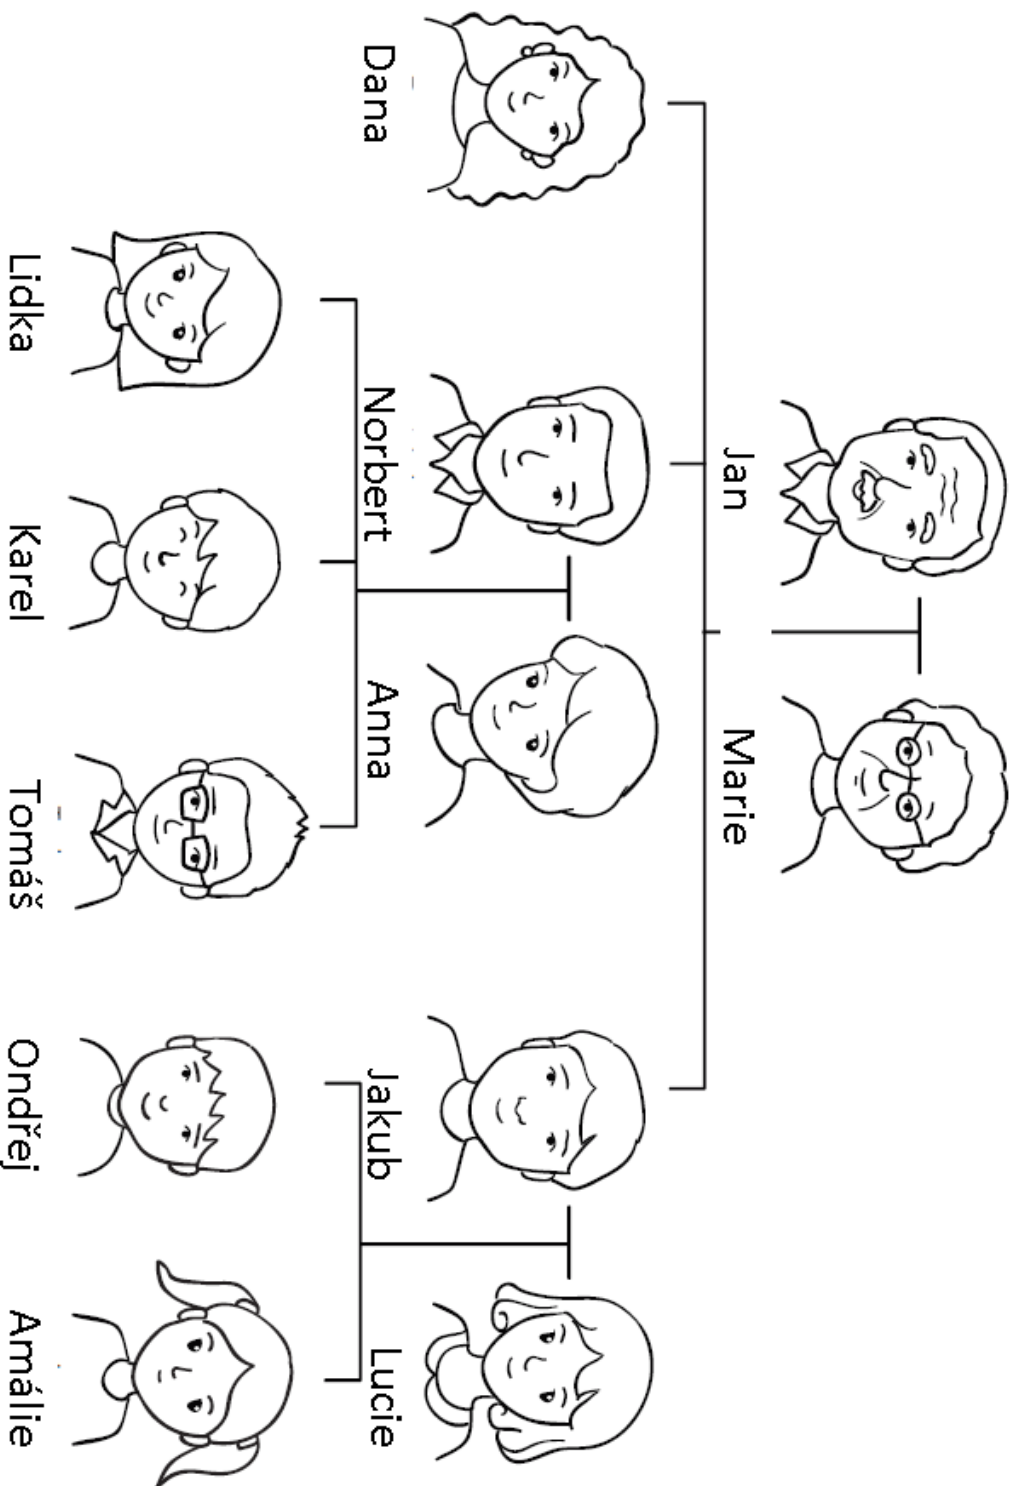 Jan
Marie
Dana
Norbert
Anna
Jakub
Lucie
Lidka
Karel
Tomáš
Ondřej
Amálie